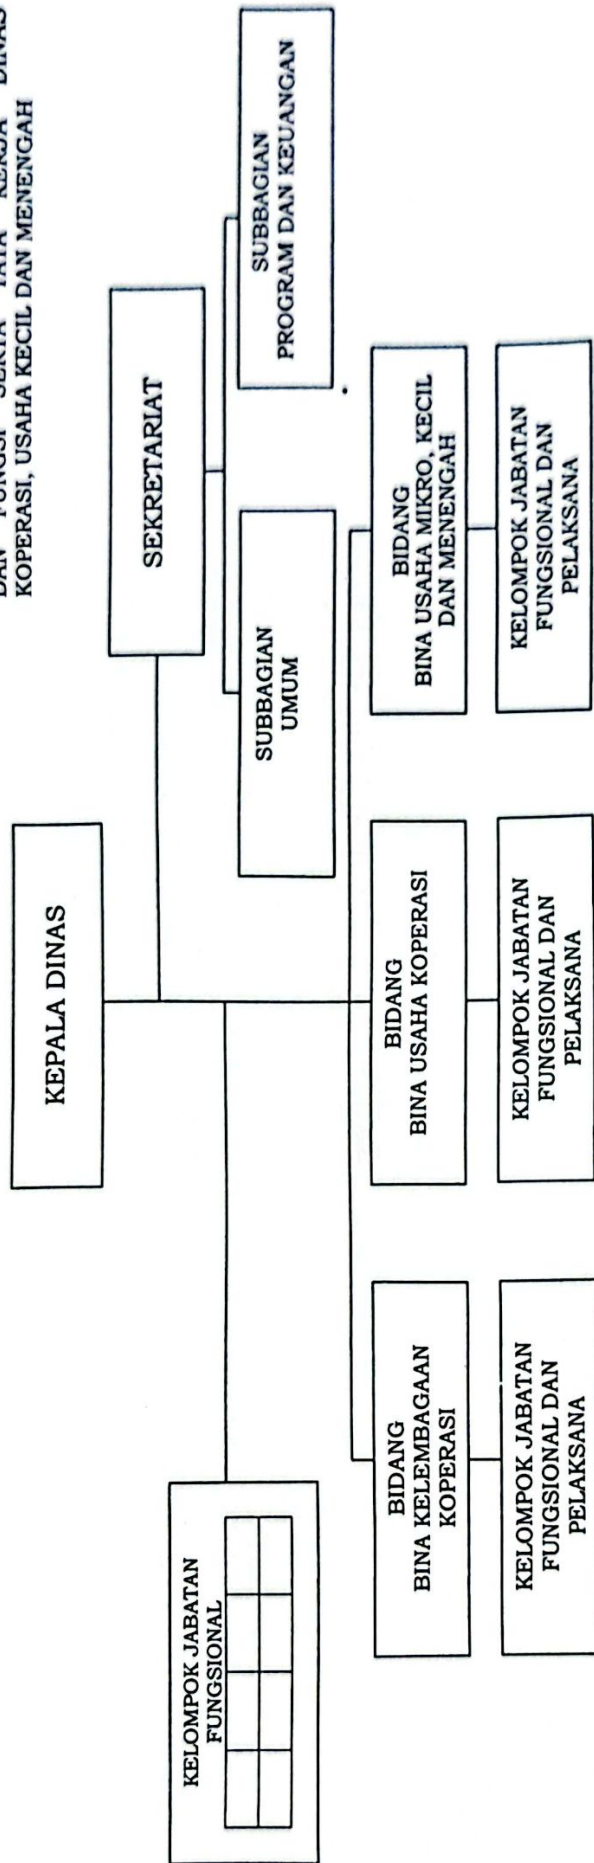 DAN FUNGSI SERTA TATA KERJA DINAS
KOPERASI, USAHA KECIL DAN MENENGAH
KEPALA DINAS
SEKRETARIAT
KELOMPOK JABATAN
FUNGSIONAL
SUBBAGIAN
UMUM
SUBBAGIAN
PROGRAM DAN KEUANGAN
BIDANG
BINA KELEMBAGAAN
KOPERASI
BIDANG
BINA USAHA KOPERASI
BIDANG
BINA USAHA MIKRO, KECIL
DAN MENENGAH
KELOMPOK JABATAN
FUNGSIONAL DAN
PELAKSANA
KELOMPOK JABATAN
FUNGSIONAL DAN
PELAKSANA
KELOMPOK JABATAN
FUNGSIONAL DAN
PELAKSANA